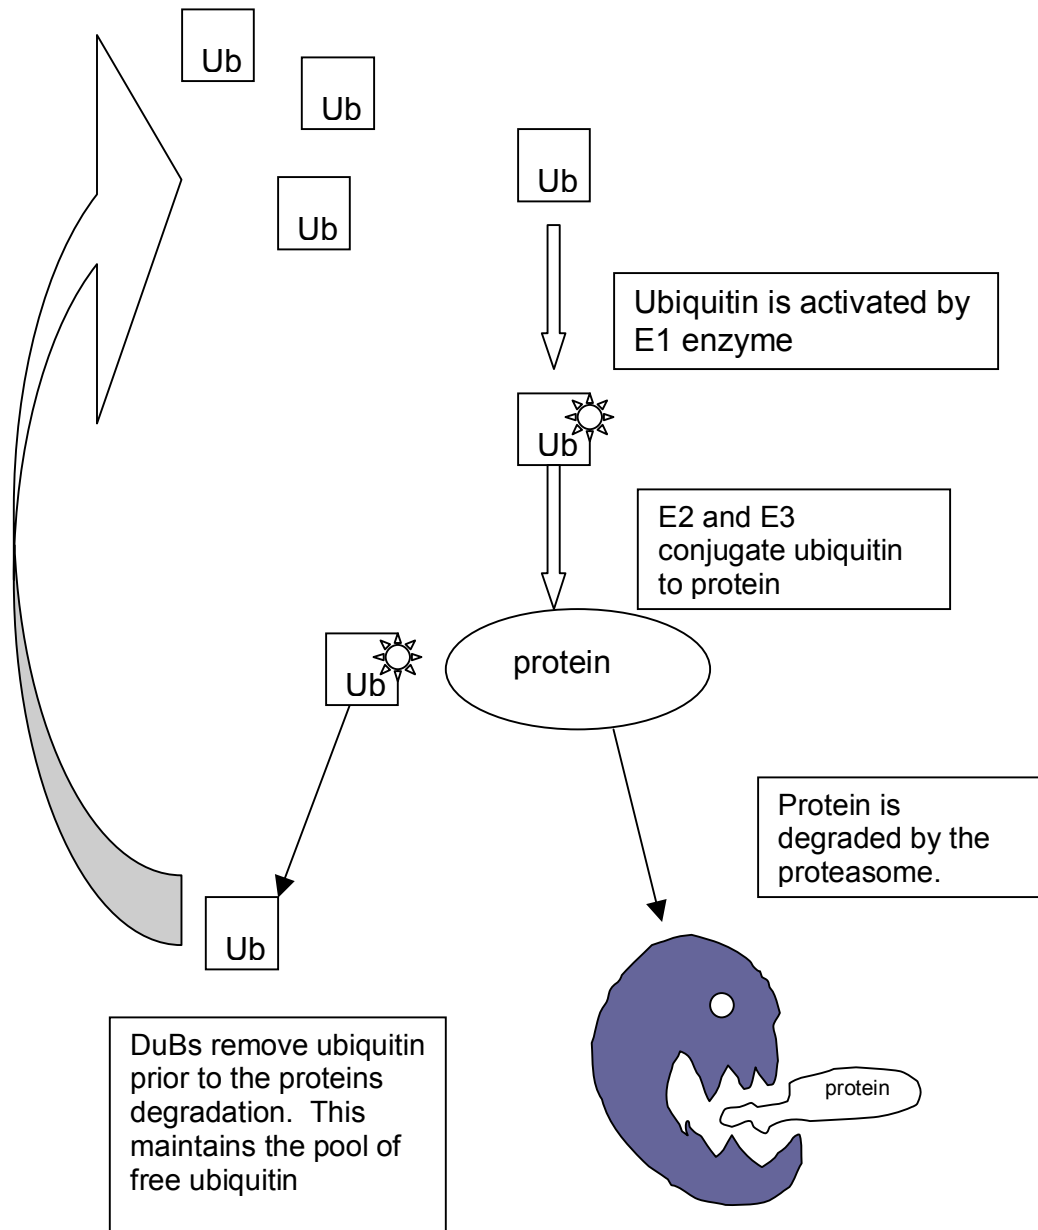 Ub
Ub
Ub
Ub
Ubiquitin is activated by
E1 enzyme
Ub
E2 and E3
conjugate ubiquitin
to protein
Ub
protein
Protein is
degraded by the
proteasome.
Ub
protein
DuBs remove ubiquitin
prior to the proteins
degradation.  This
maintains the pool of
free ubiquitin